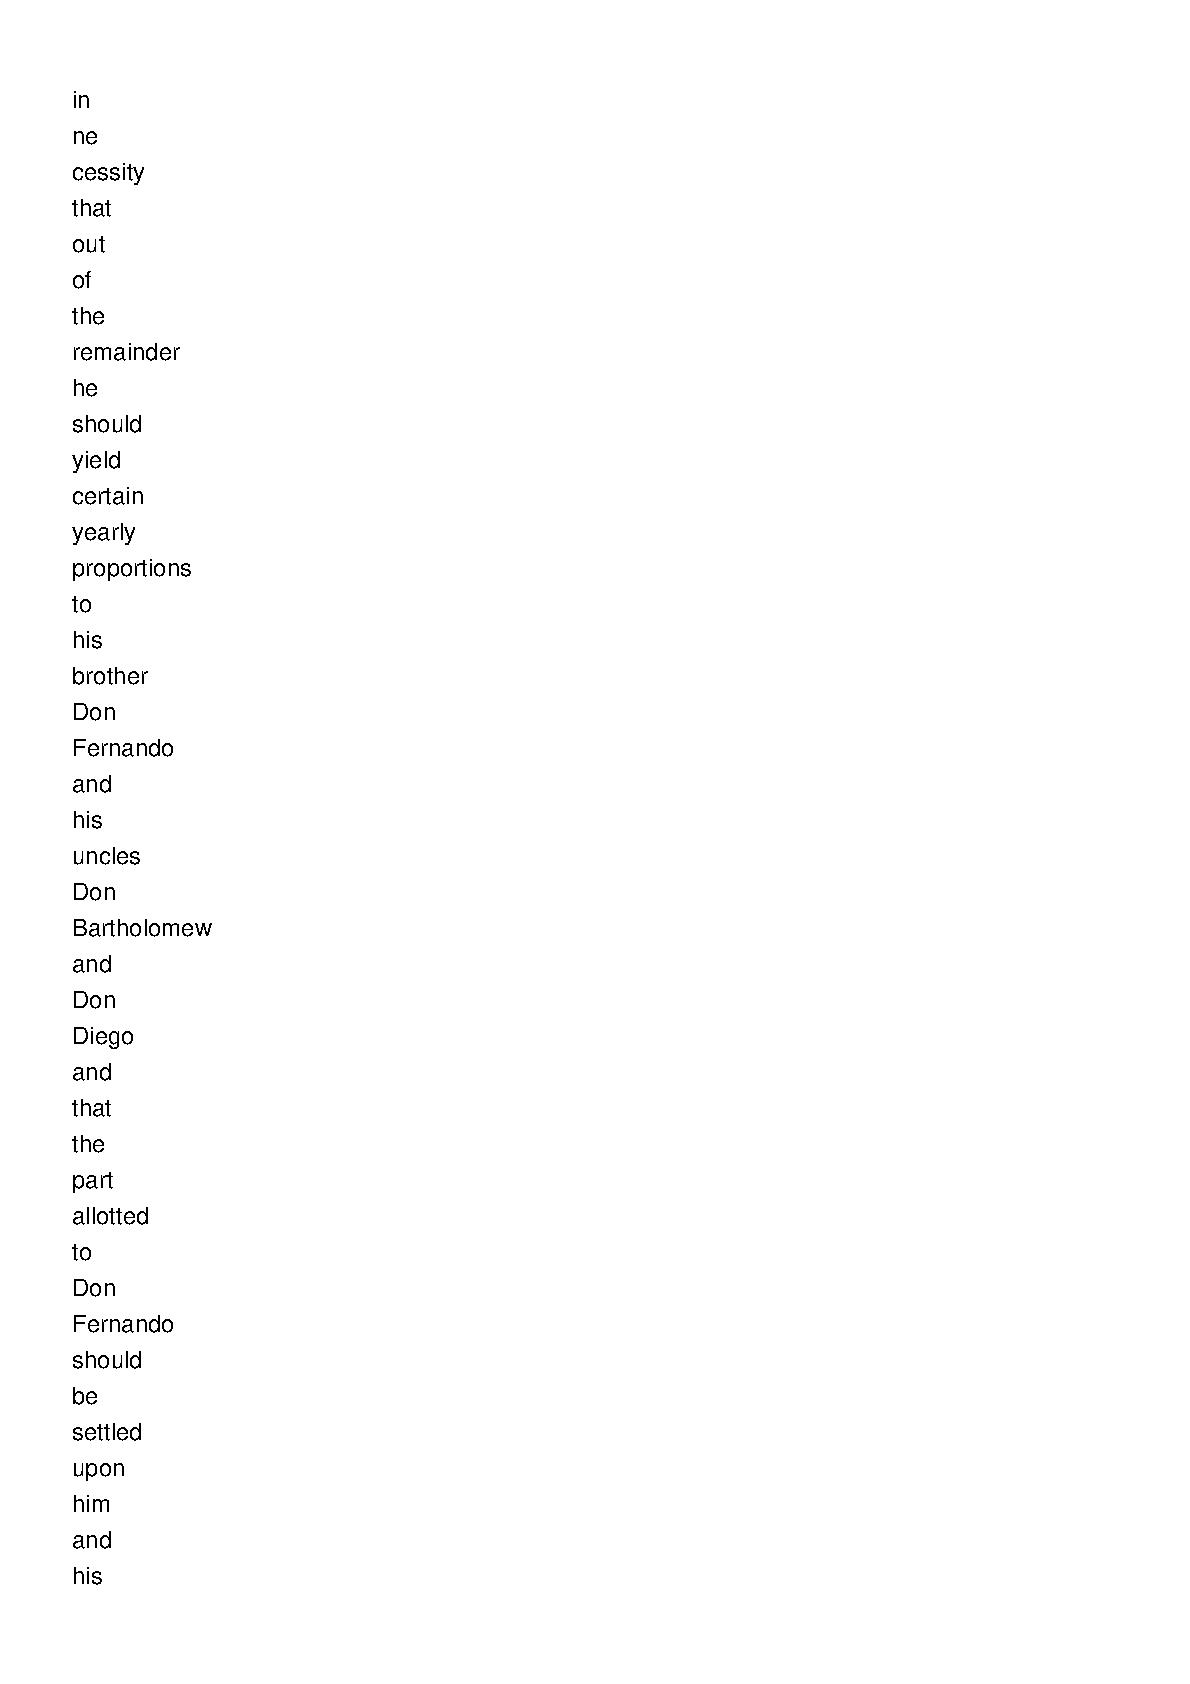 in
ne
cessity
that
out
of
the
remainder
he
should
yield
certain
yearly
proportions
to
his
brother
Don
Fernando
and
his
uncles
Don
Bartholomew
and
Don
Diego
and
that
the
part
allotted
to
Don
Fernando
should
be
settled
upon
him
and
his